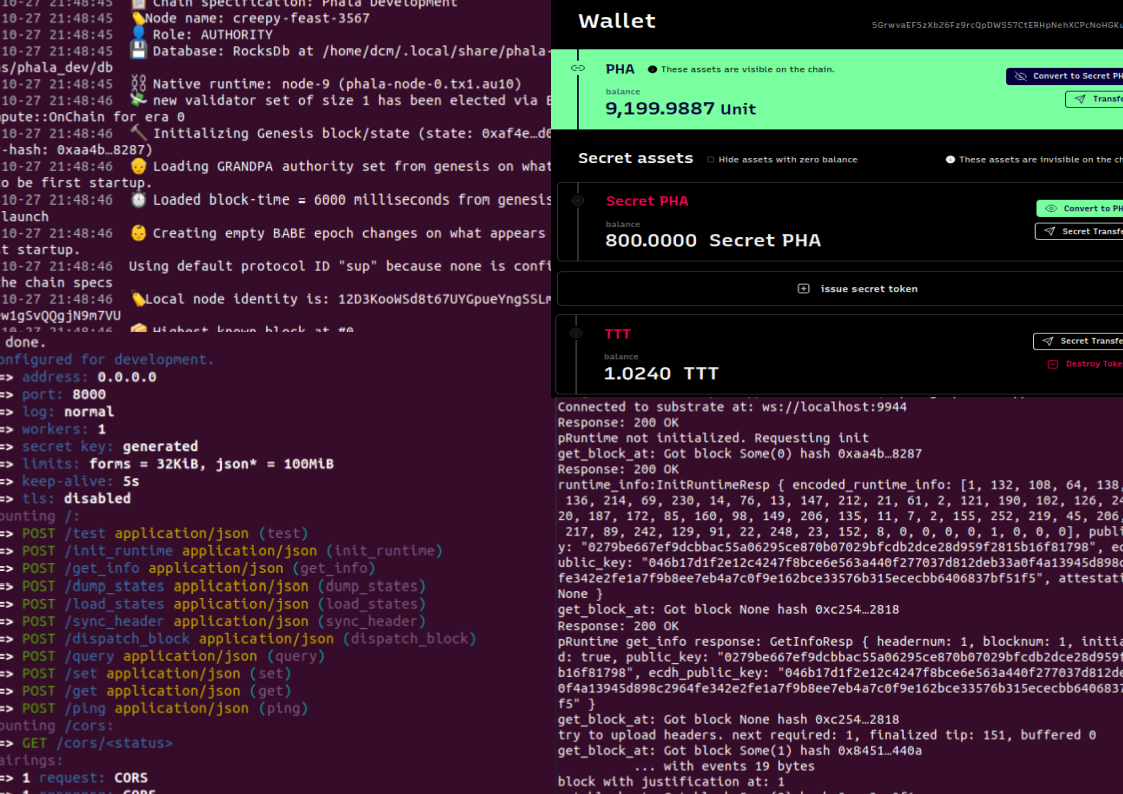 10-27 21:48:45 📋 Chain specification: Phala Development
10-27 21:48:45 🏷Node name: creepy-feast-3567
10-27 21:48:45 👤 Role: AUTHORITY
10-27 21:48:45 💾 Database: RocksDb at /home/dcm/.local/share/phala-
s/phala_dev/db
10-27 21:48:45 ⛓ Native runtime: node-9 (phala-node-0.tx1.au10)
10-27 21:48:45 💸 new validator set of size 1 has been elected via E
pute::OnChain for era 0
10-27 21:48:46 🔨 Initializing Genesis block/state (state: 0xaf4e…d0
-hash: 0xaa4b…8287)
10-27 21:48:46 👴 Loading GRANDPA authority set from genesis on what
o be first startup.
10-27 21:48:46 ⏱ Loaded block-time = 6000 milliseconds from genesis
launch
10-27 21:48:46 👶 Creating empty BABE epoch changes on what appears
t startup.
10-27 21:48:46 Using default protocol ID "sup" because none is confi
he chain specs
10-27 21:48:46 🏷Local node identity is: 12D3KooWSd8t67UYGpueYngSSLm
w1gSvQQgjN9m7VU
10-27 21:48:46 📦 Highest known block at #0
done.
onfigured for development.
=> address: 0.0.0.0
=> port: 8000
=> log: normal
=> workers: 1
=> secret key: generated
=> limits: forms = 32KiB, json* = 100MiB
=> keep-alive: 5s
=> tls: disabled
ounting /:
=> POST /test application/json (test)
=> POST /init_runtime application/json (init_runtime)
=> POST /get_info application/json (get_info)
=> POST /dump_states application/json (dump_states)
=> POST /load_states application/json (load_states)
=> POST /sync_header application/json (sync_header)
=> POST /dispatch_block application/json (dispatch_block)
=> POST /query application/json (query)
=> POST /set application/json (set)
=> POST /get application/json (get)
=> POST /ping application/json (ping)
ounting /cors:
=> GET /cors/<status>
airings:
=> 1 request: CORS
=> 1 response: CORS
Wallet
5GrwvaEF5zXb26Fz9rcQpDWS57CtERHpNehXCPcNoHGKu
PHA These assets are visible on the chain.
Convert to Secret PH
balance
9,199.9887 Unit
Transfe
Secret assets Hide assets with zero balance These assets are invisible on the ch
Secret PHA
Convert to PH
balance
800.0000 Secret PHA
Secret Transfe
issue secret token
TTT
Secret Transfe
balance
1.0240 TTT
Destroy Toke
Connected to substrate at: ws://localhost:9944
Response: 200 OK
pRuntime not initialized. Requesting init
get_block_at: Got block Some(0) hash 0xaa4b…8287
Response: 200 OK
runtime_info:InitRuntimeResp { encoded_runtime_info: [1, 132, 108, 64, 138,
136, 214, 69, 230, 14, 76, 13, 147, 212, 21, 61, 2, 121, 190, 102, 126, 24
20, 187, 172, 85, 160, 98, 149, 206, 135, 11, 7, 2, 155, 252, 219, 45, 206,
217, 89, 242, 129, 91, 22, 248, 23, 152, 8, 0, 0, 0, 0, 1, 0, 0, 0], publi
y: "0279be667ef9dcbbac55a06295ce870b07029bfcdb2dce28d959f2815b16f81798", ec
ublic_key: "046b17d1f2e12c4247f8bce6e563a440f277037d812deb33a0f4a13945d898c
fe342e2fe1a7f9b8ee7eb4a7c0f9e162bce33576b315ececbb6406837bf51f5", attestati
None }
get_block_at: Got block None hash 0xc254…2818
Response: 200 OK
pRuntime get_info response: GetInfoResp { headernum: 1, blocknum: 1, initia
d: true, public_key: "0279be667ef9dcbbac55a06295ce870b07029bfcdb2dce28d959f
b16f81798", ecdh_public_key: "046b17d1f2e12c4247f8bce6e563a440f277037d812de
0f4a13945d898c2964fe342e2fe1a7f9b8ee7eb4a7c0f9e162bce33576b315ececbb6406837
f5" }
get_block_at: Got block None hash 0xc254…2818
try to upload headers. next required: 1, finalized tip: 151, buffered 0
get_block_at: Got block Some(1) hash 0x8451…440a
... with events 19 bytes
block with justification at: 1